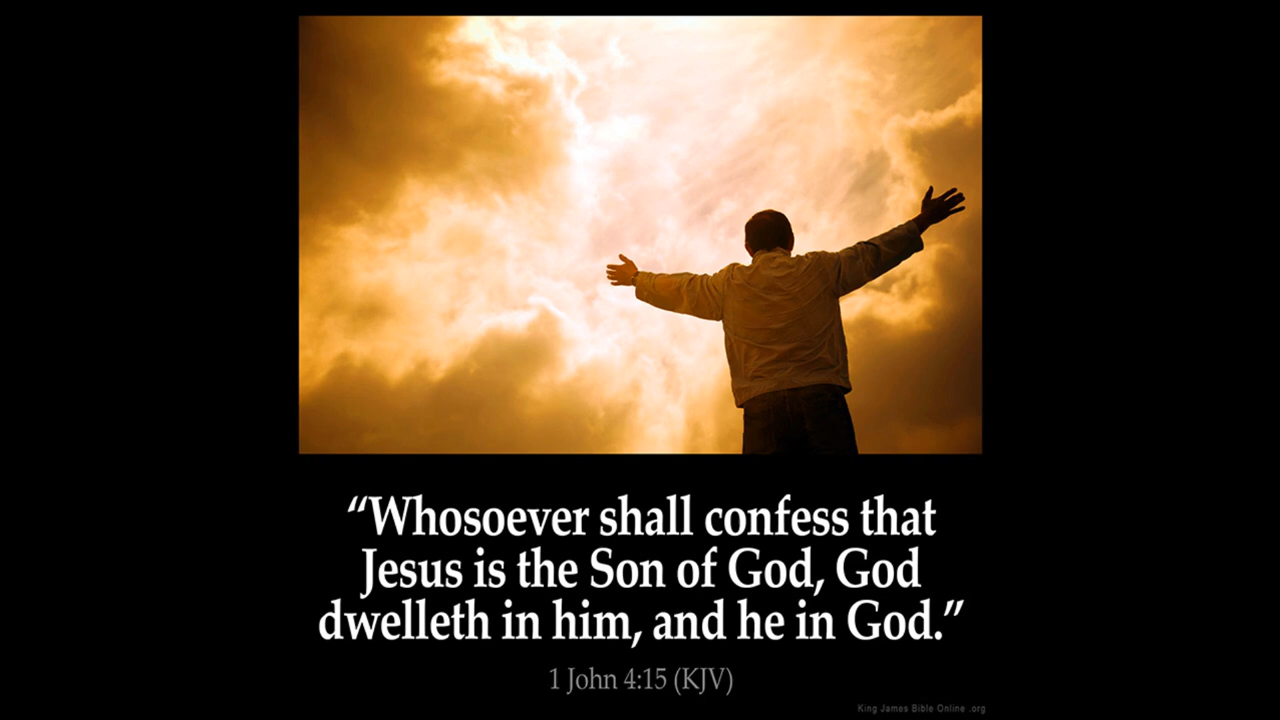 “Whosoever shall confess that
Jesus is the Son of God, God
dwelleth in him, and he in God.”
1 John 4:15 (KJV)
King James Bible Online .org